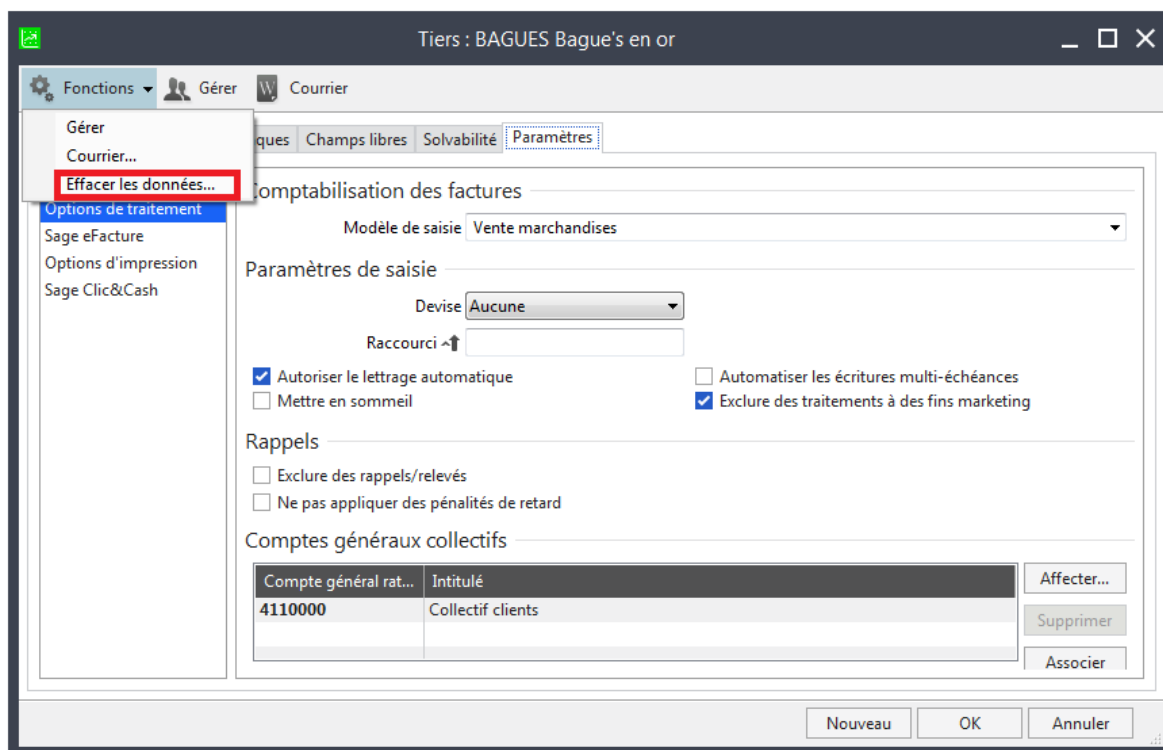 Tiers : BAGUES Bague's en or
Fonctions Gérer Courrier
Gérer
Courrier...
Effacer les données...
ques Champs libres Solvabilité Paramètres
Options de traitement
Sage eFacture
Options d'impression
Sage Clic&Cash
Comptabilisation des factures
Modèle de saisie Vente marchandises
Paramètres de saisie
Devise Aucune
Raccourci
Autoriser le lettrage automatique Automatiser les écritures multi-échéances
Mettre en sommeil Exclure des traitements à des fins marketing
Rappels
Exclure des rappels/relevés
Ne pas appliquer des pénalités de retard
Comptes généraux collectifs
Compte général rat... Intitulé Affecter...
4110000 Collectif clients
Supprimer
Associer
Nouveau OK Annuler